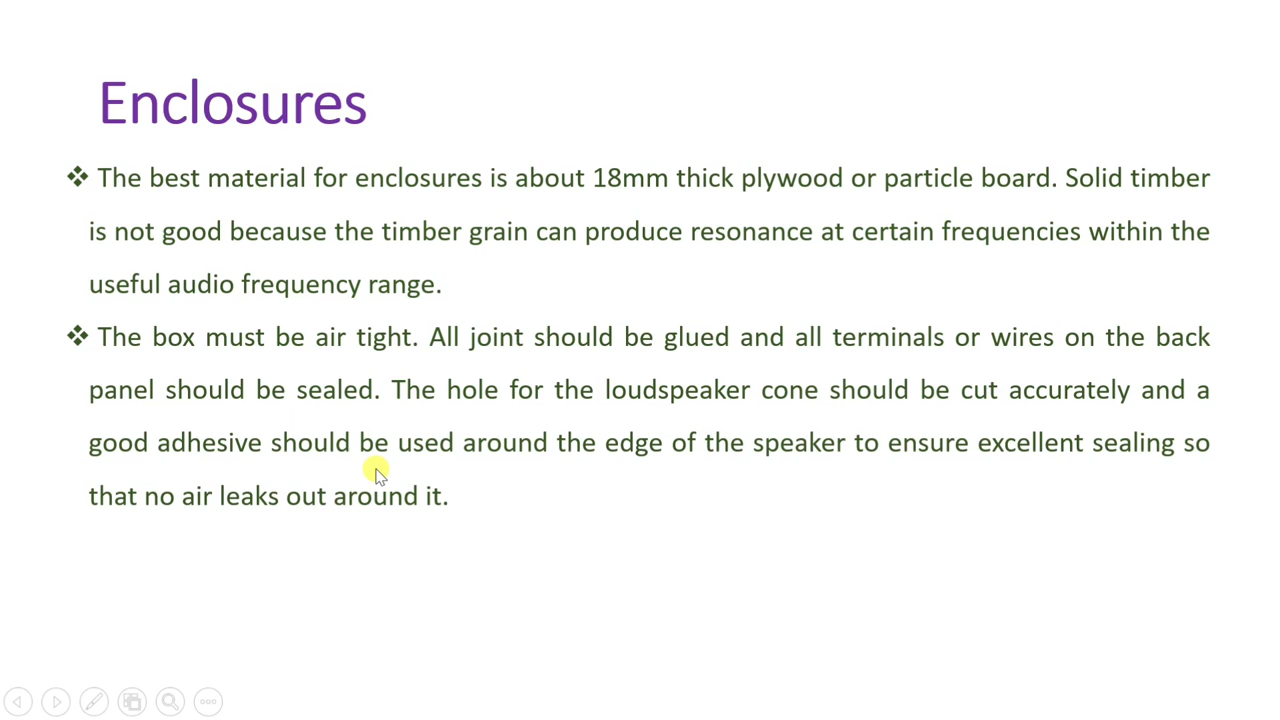 Enclosures
❖ The best material for enclosures is about 18mm thick plywood or particle board. Solid timber
is not good because the timber grain can produce resonance at certain frequencies within the
useful audio frequency range.
❖ The box must be air tight. All joint should be glued and all terminals or wires on the back
panel should be sealed. The hole for the loudspeaker cone should be cut accurately and a
good adhesive should be used around the edge of the speaker to ensure excellent sealing so
that no air leaks out around it.